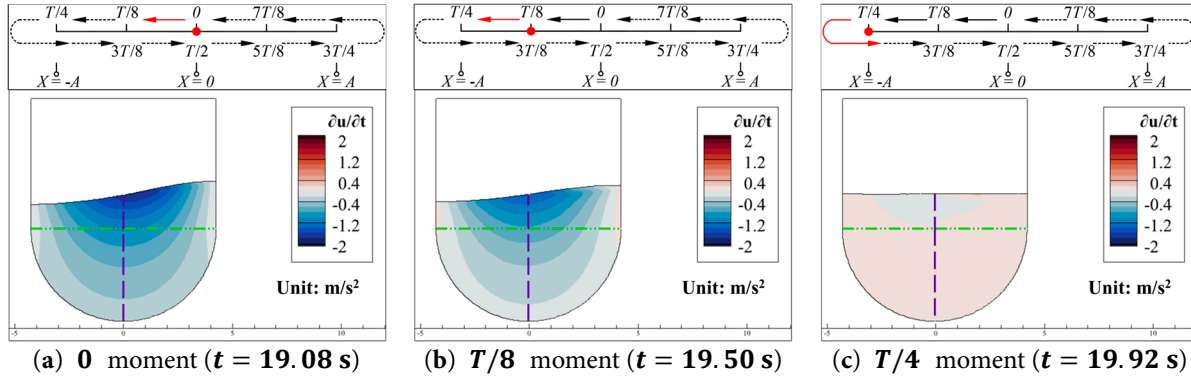 T/4 T/8 0 7T/8
3T/8 T/2 5T/8 3T/4
X = -A X = 0 X = A
∂u/∂t
2
1.2
0.4
-0.4
-1.2
-2
Unit: m/s²
-5 0 5 10
(a) 0 moment (t = 19.08 s)
T/4 T/8 0 7T/8
3T/8 T/2 5T/8 3T/4
X = -A X = 0 X = A
∂u/∂t
2
1.2
0.4
-0.4
-1.2
-2
Unit: m/s²
-5 0 5 10
(b) T/8 moment (t = 19.50 s)
T/4 T/8 0 7T/8
3T/8 T/2 5T/8 3T/4
X = -A X = 0 X = A
∂u/∂t
2
1.2
0.4
-0.4
-1.2
-2
Unit: m/s²
-5 0 5 10
(c) T/4 moment (t = 19.92 s)